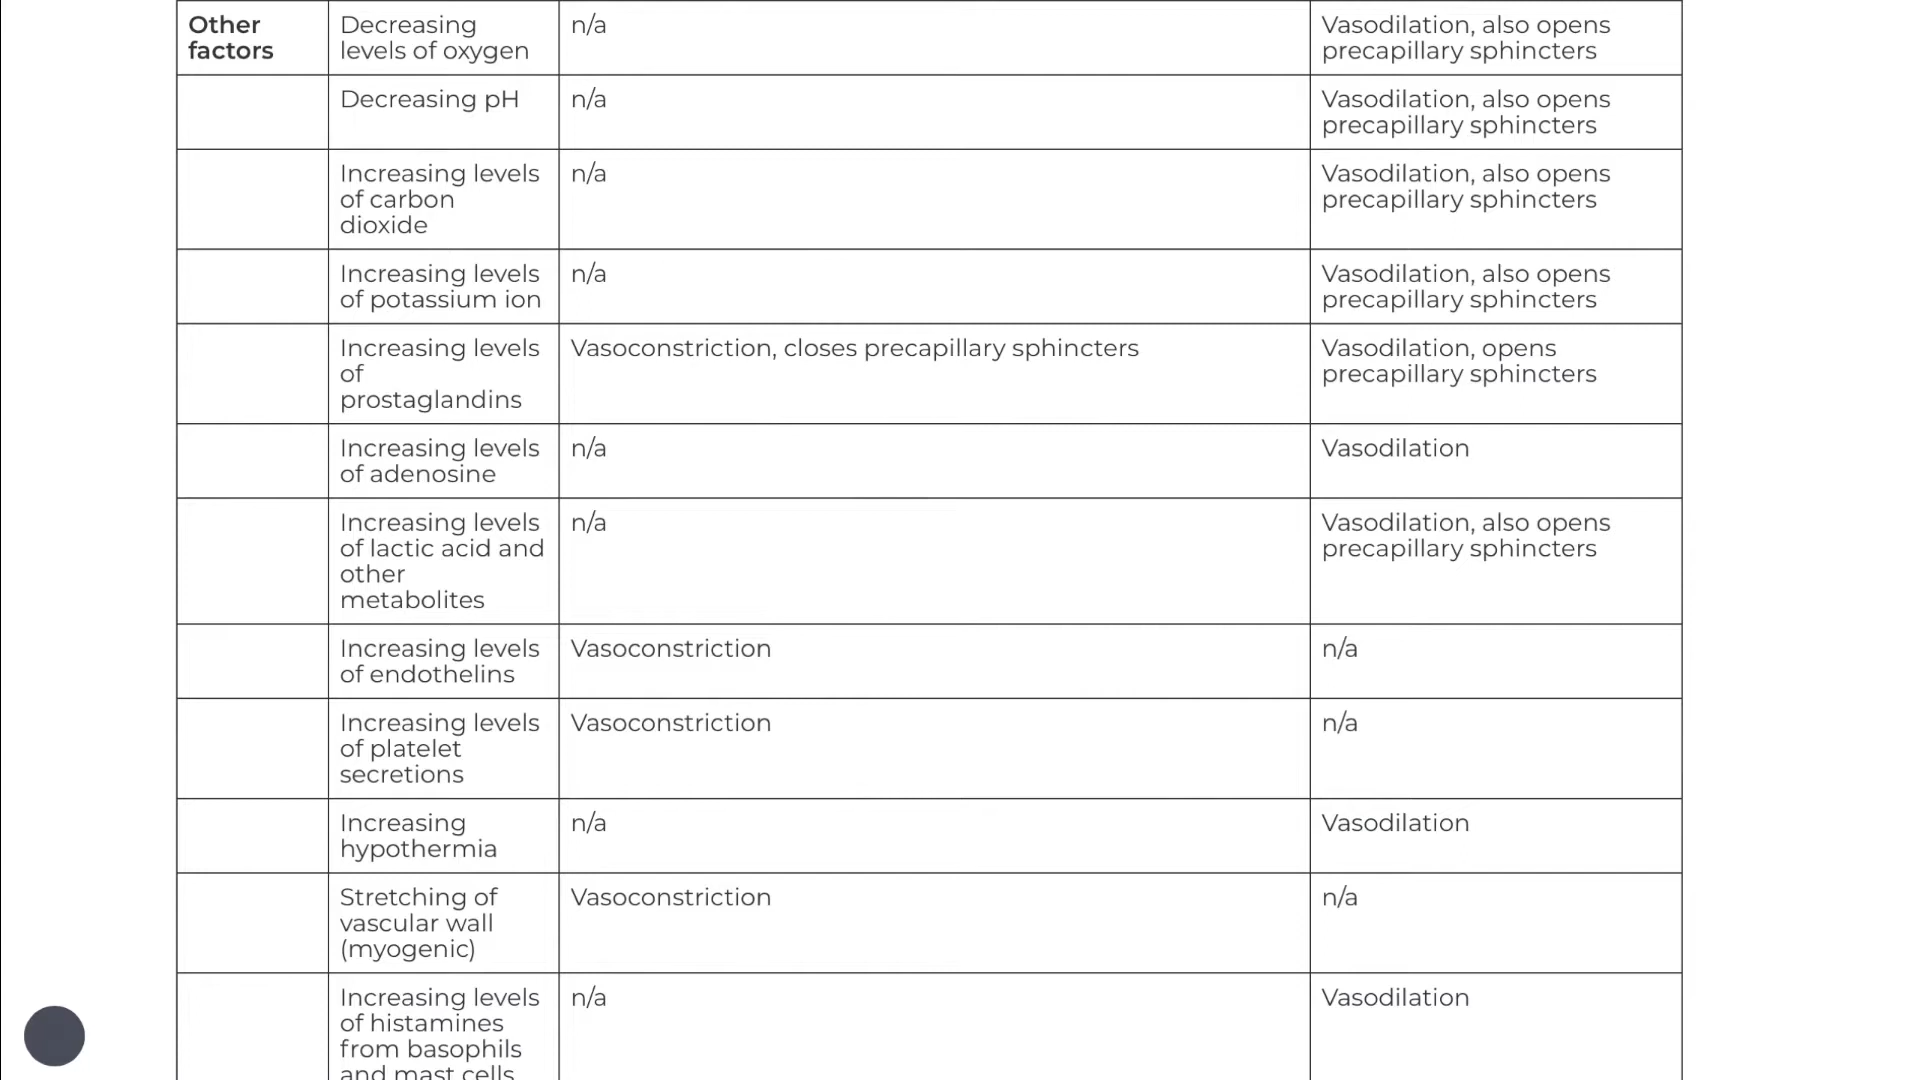 Other
factors
Decreasing
levels of oxygen
n/a
Vasodilation, also opens
precapillary sphincters
Decreasing pH
n/a
Vasodilation, also opens
precapillary sphincters
Increasing levels
of carbon
dioxide
n/a
Vasodilation, also opens
precapillary sphincters
Increasing levels
of potassium ion
n/a
Vasodilation, also opens
precapillary sphincters
Increasing levels
of
prostaglandins
Vasoconstriction, closes precapillary sphincters
Vasodilation, opens
precapillary sphincters
Increasing levels
of adenosine
n/a
Vasodilation
Increasing levels
of lactic acid and
other
metabolites
n/a
Vasodilation, also opens
precapillary sphincters
Increasing levels
of endothelins
Vasoconstriction
n/a
Increasing levels
of platelet
secretions
Vasoconstriction
n/a
Increasing
hypothermia
n/a
Vasodilation
Stretching of
vascular wall
(myogenic)
Vasoconstriction
n/a
Increasing levels
of histamines
from basophils
and mast cells
n/a
Vasodilation